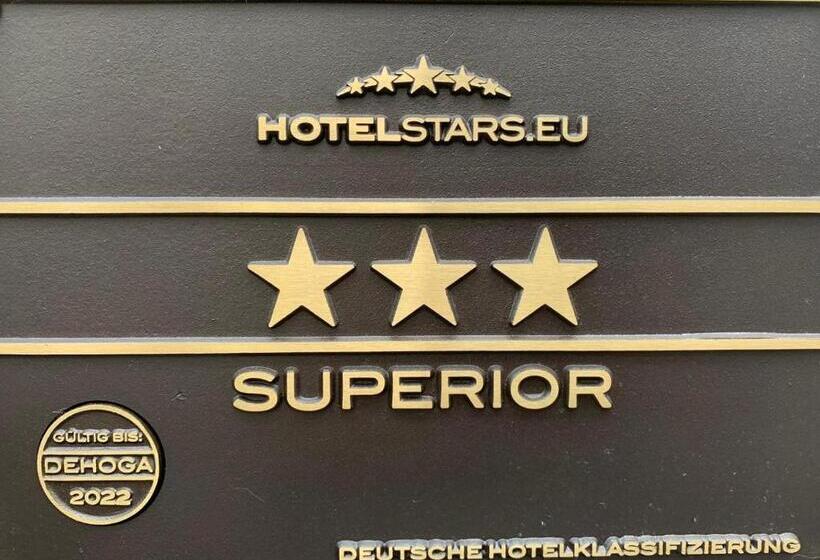 HOTELSTARS.EU
SUPERIOR
GÜLTIG BIS:
DEHOGA
2022
DEUTSCHE HOTELKLASSIFIZIERUNG